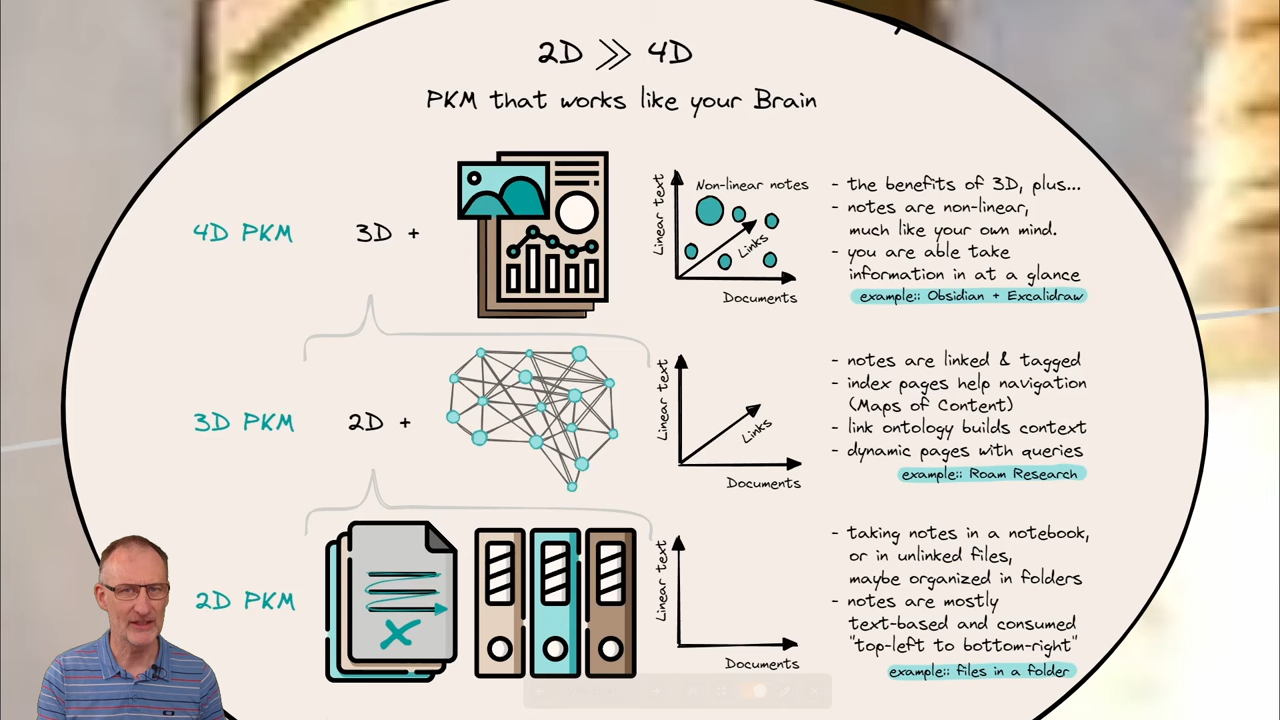 2D >> 4D
PKM that works like your Brain
4D PKM
3D +
Linear text
Non-linear notes
Links
Documents
- the benefits of 3D, plus...
- notes are non-linear,
much like your own mind.
- you are able take
information in at a glance
example:: Obsidian + Excalidraw
3D PKM
2D +
Linear text
Links
Documents
- notes are linked & tagged
- index pages help navigation
(Maps of Content)
- link ontology builds context
- dynamic pages with queries
example:: Roam Research
2D PKM
Linear text
Documents
- taking notes in a notebook,
or in unlinked files,
maybe organized in folders
- notes are mostly
text-based and consumed
"top-left to bottom-right"
example:: files in a folder